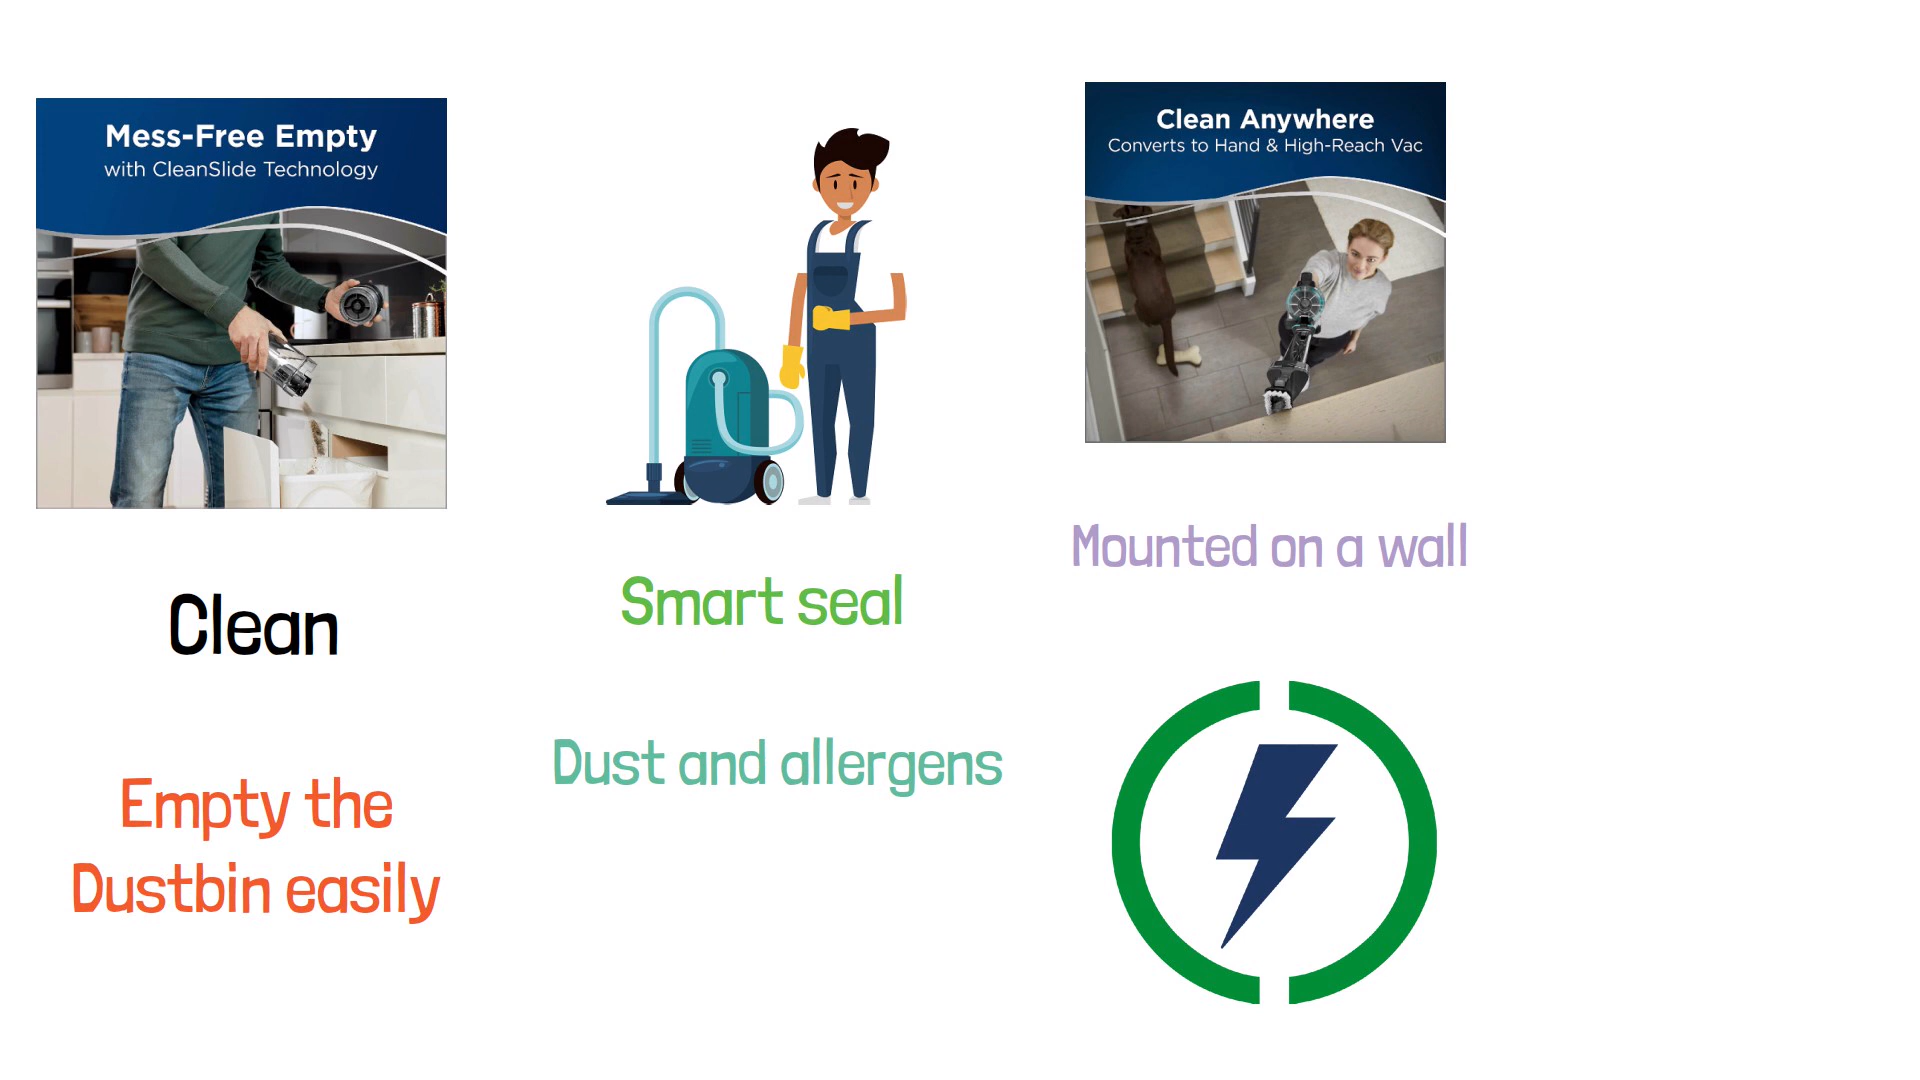 Mess-Free Empty
with CleanSlide Technology
Clean
Empty the
Dustbin easily
Smart seal
Dust and allergens
Clean Anywhere
Converts to Hand & High-Reach Vac
Mounted on a wall